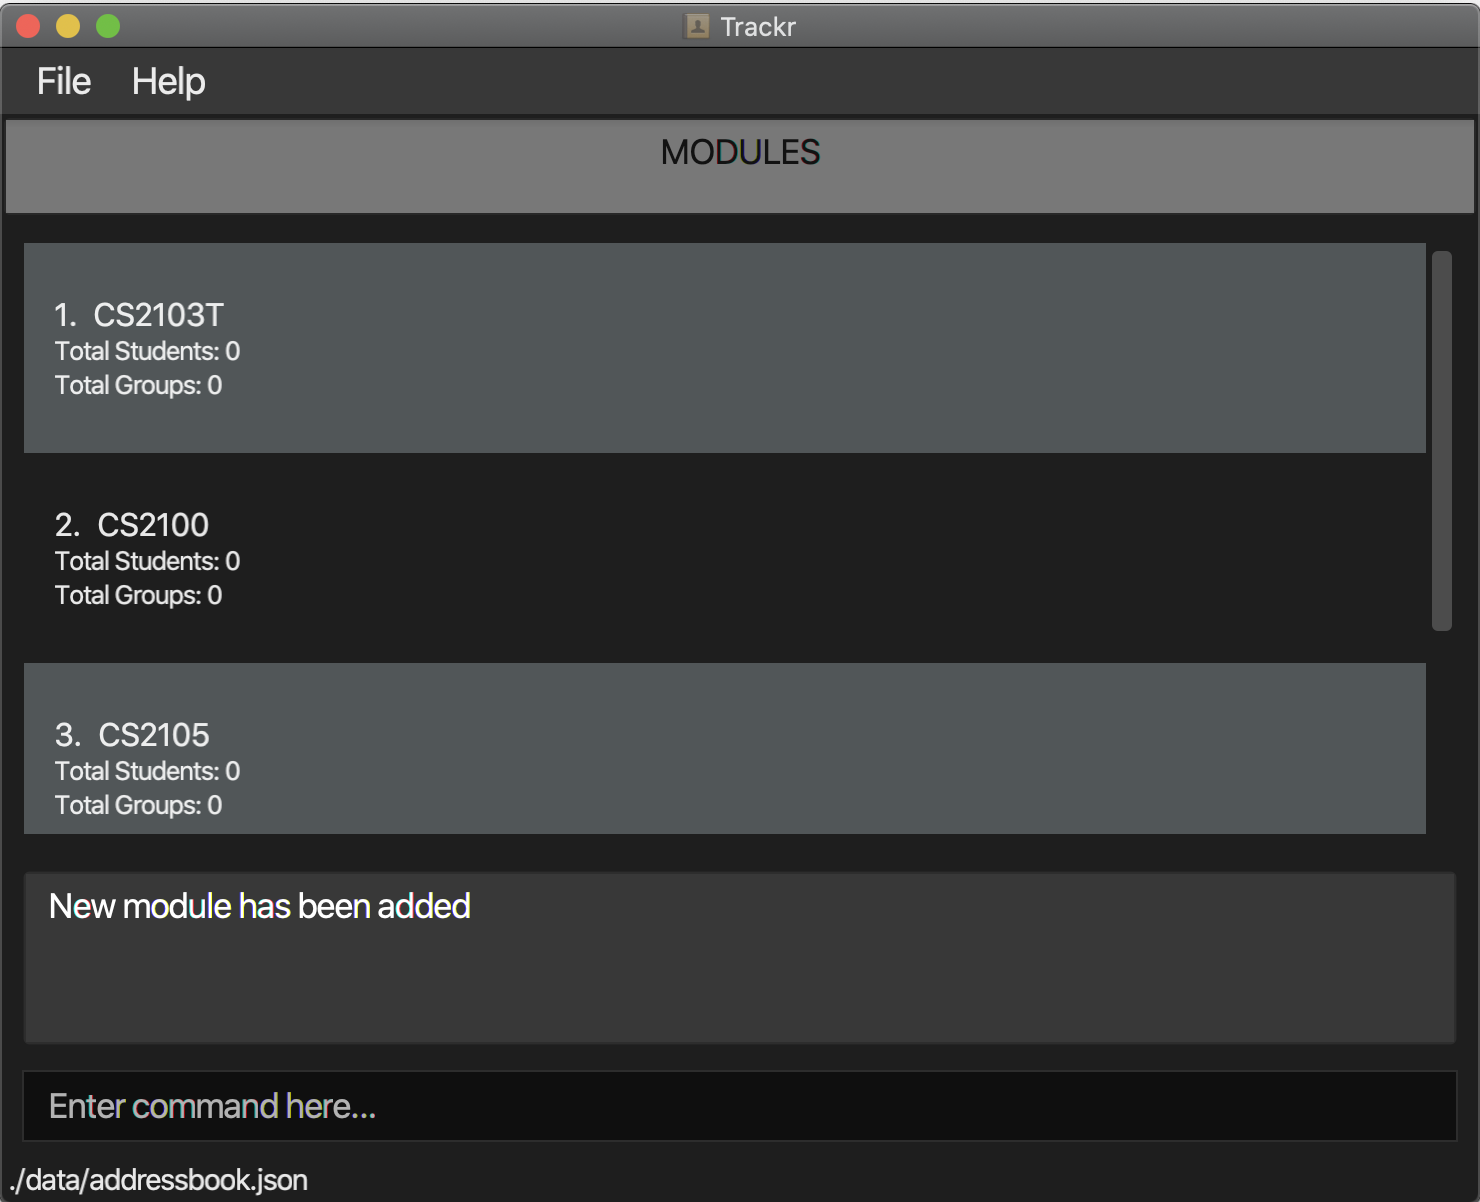 Trackr
File Help
MODULES
1. CS2103T
Total Students: 0
Total Groups: 0
2. CS2100
Total Students: 0
Total Groups: 0
3. CS2105
Total Students: 0
Total Groups: 0
New module has been added
Enter command here...
./data/addressbook.json